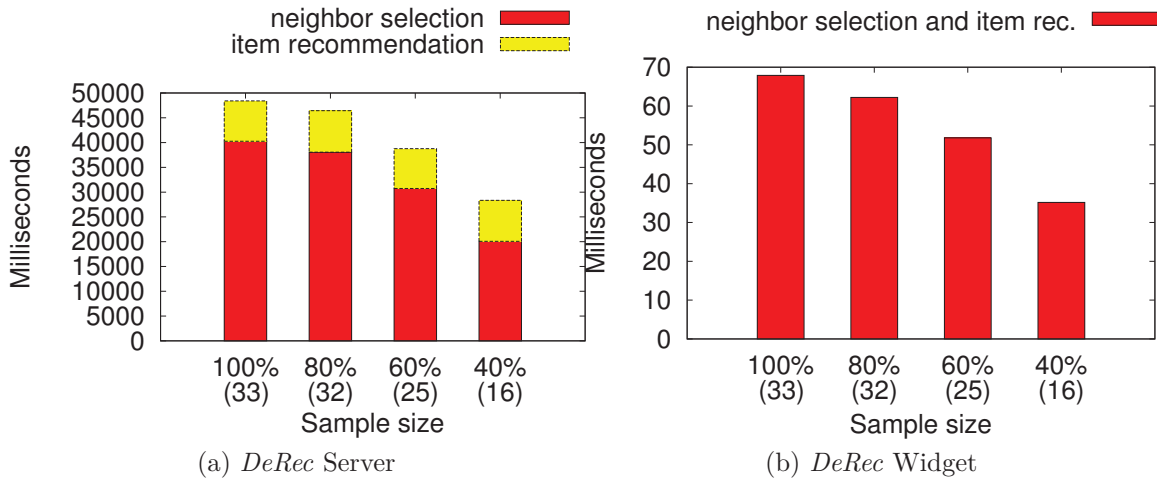 neighbor selection
item recommendation
Milliseconds
50000
45000
40000
35000
30000
25000
20000
15000
10000
5000
0
100% 80% 60% 40%
(33) (32) (25) (16)
Sample size
(a) DeRec Server
neighbor selection and item rec.
Milliseconds
70
60
50
40
30
20
10
0
100% 80% 60% 40%
(33) (32) (25) (16)
Sample size
(b) DeRec Widget